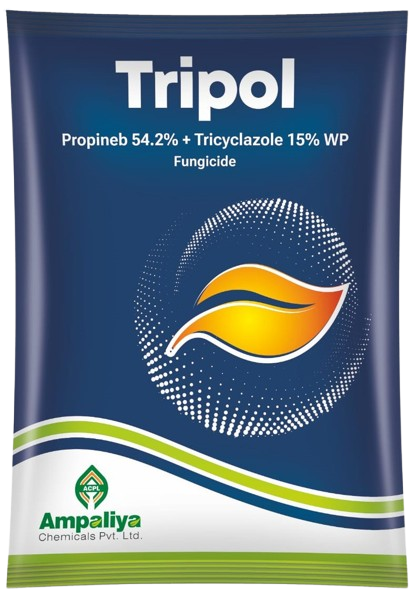 Tripol
Propineb 54.2% + Tricyclazole 15% WP
Fungicide
ACPL
Ampaliya
Chemicals Pvt. Ltd.